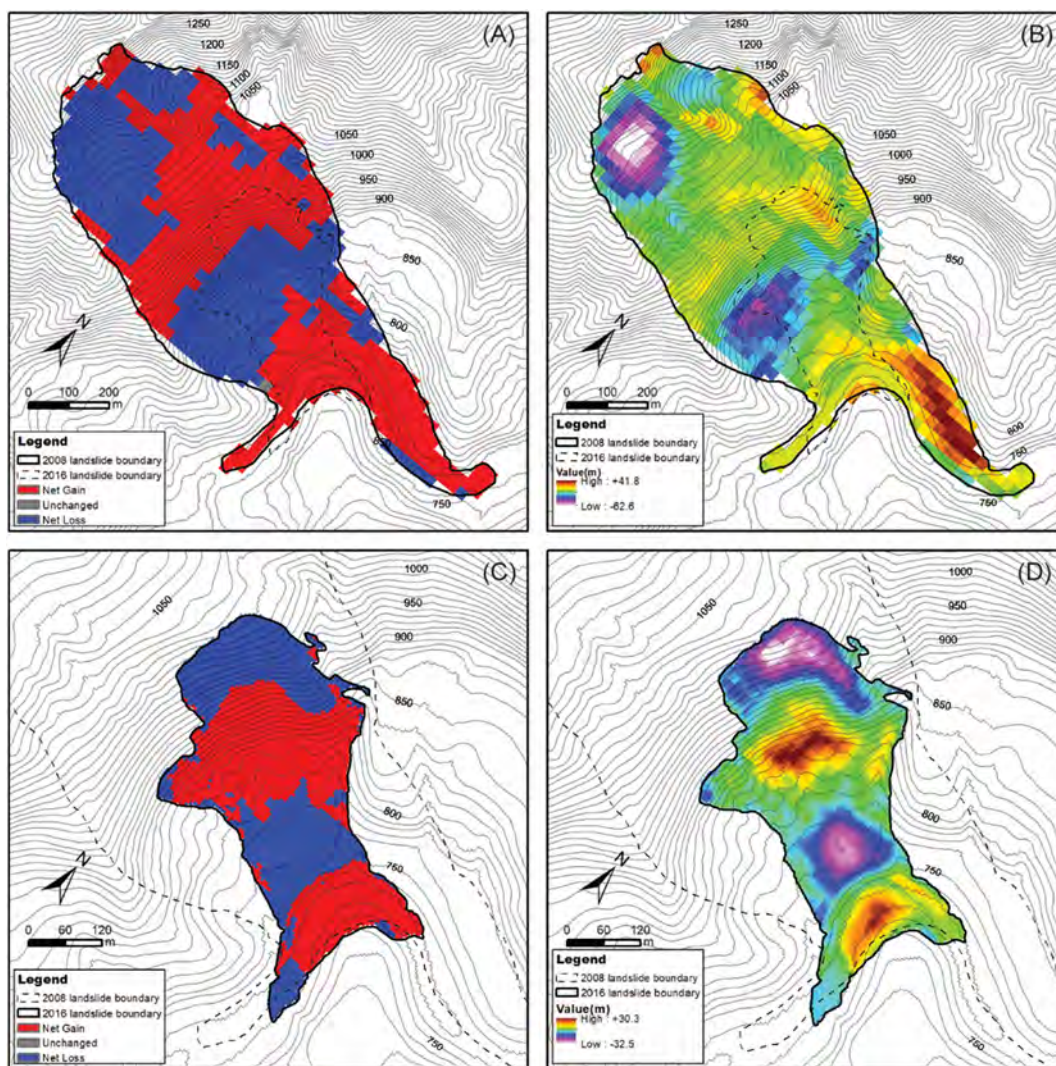 (A)
1250
1200
1150
1100
1050
1050
1000
950
900
850
800
750
N
0 100 200
m
Legend
2008 landslide boundary
2016 landslide boundary
Net Gain
Unchanged
Net Loss
(B)
1250
1200
1150
1100
1050
1050
1000
950
900
850
800
800
750
N
0 100 200
m
Legend
2008 landslide boundary
2016 landslide boundary
Value(m)
High : +41.8
Low : -62.6
(C)
1000
1050
950
900
850
800
750
750
N
0 60 120
m
Legend
2008 landslide boundary
2016 landslide boundary
Net Gain
Unchanged
Net Loss
(D)
1000
1050
950
900
850
800
750
750
N
0 60 120
m
Legend
2008 landslide boundary
2016 landslide boundary
Value(m)
High : +30.3
Low : -32.5